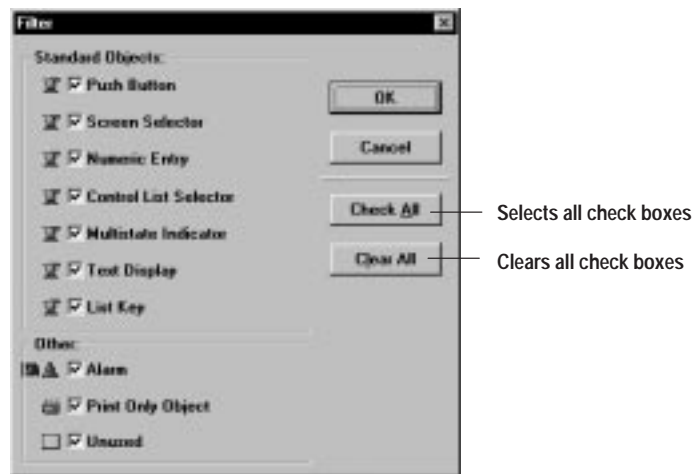 Filter
Standard Objects:
Push Button
OK
Screen Selector
Numeric Entry
Cancel
Control List Selector
Check All
Selects all check boxes
Multistate Indicator
Text Display
Clear All
Clears all check boxes
List Key
Other:
Alarm
Print Only Object
Unused